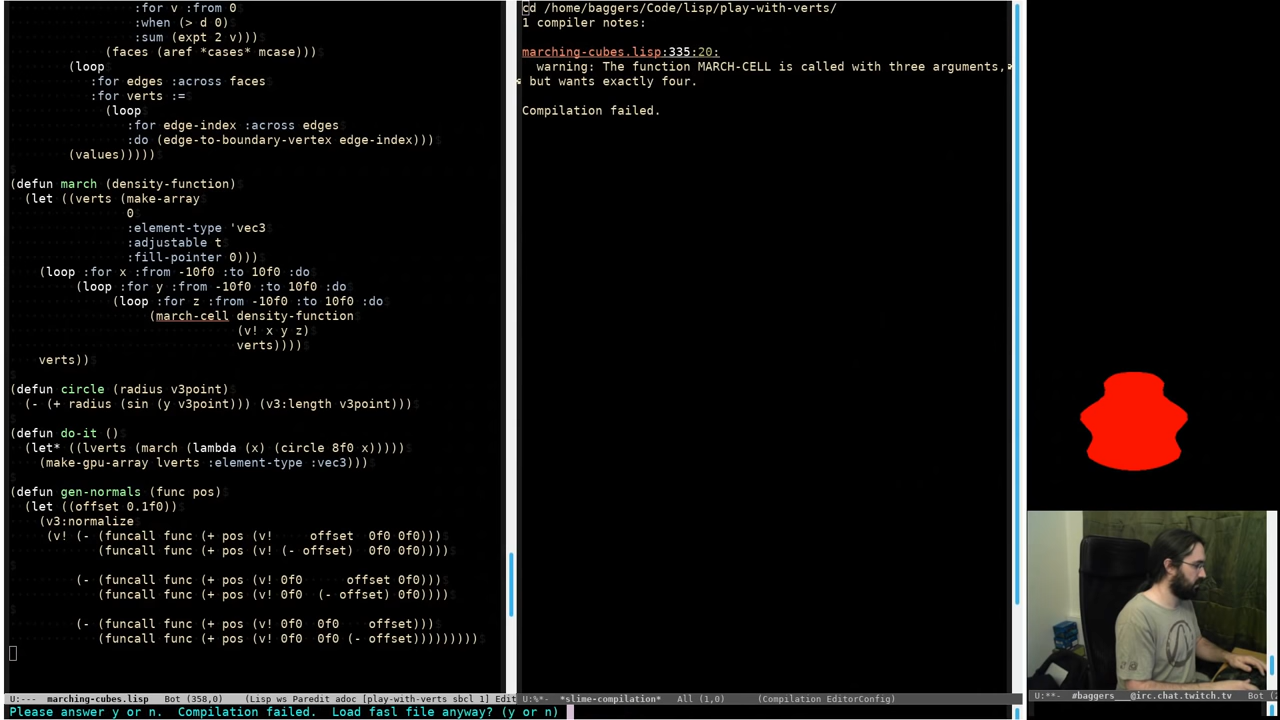 :for v :from 0
:when (> d 0)
:sum (expt 2 v)))
(faces (aref *cases* mcase)))
(loop
:for edges :across faces
:for verts :=
(loop
:for edge-index :across edges
:do (edge-to-boundary-vertex edge-index)))
(values)))))
(defun march (density-function)
(let ((verts (make-array
0
:element-type 'vec3
:adjustable t
:fill-pointer 0)))
(loop :for x :from -10f0 :to 10f0 :do
(loop :for y :from -10f0 :to 10f0 :do
(loop :for z :from -10f0 :to 10f0 :do
(march-cell density-function
(v! x y z)
verts))))
verts))
(defun circle (radius v3point)
(- (+ radius (sin (y v3point))) (v3:length v3point)))
(defun do-it ()
(let* ((lverts (march (lambda (x) (circle 8f0 x)))))
(make-gpu-array lverts :element-type :vec3)))
(defun gen-normals (func pos)
(let ((offset 0.1f0))
(v3:normalize
(v! (- (funcall func (+ pos (v! offset 0f0 0f0)))
(funcall func (+ pos (v! (- offset) 0f0 0f0))))
(- (funcall func (+ pos (v! 0f0 offset 0f0)))
(funcall func (+ pos (v! 0f0 (- offset) 0f0))))
(- (funcall func (+ pos (v! 0f0 0f0 offset)))
(funcall func (+ pos (v! 0f0 0f0 (- offset)))))))))
U:--- marching-cubes.lisp Bot (358,0) (Lisp ws Paredit adoc [play-with-verts sbcl 1] Edit
cd /home/baggers/Code/lisp/play-with-verts/
1 compiler notes:
marching-cubes.lisp:335:20:
warning: The function MARCH-CELL is called with three arguments,
but wants exactly four.
Compilation failed.
U:%*- *slime-compilation* All (1,0) (Compilation EditorConfig)
U:**- #baggers__@irc.chat.twitch.tv Bot (2
Please answer y or n. Compilation failed. Load fasl file anyway? (y or n)